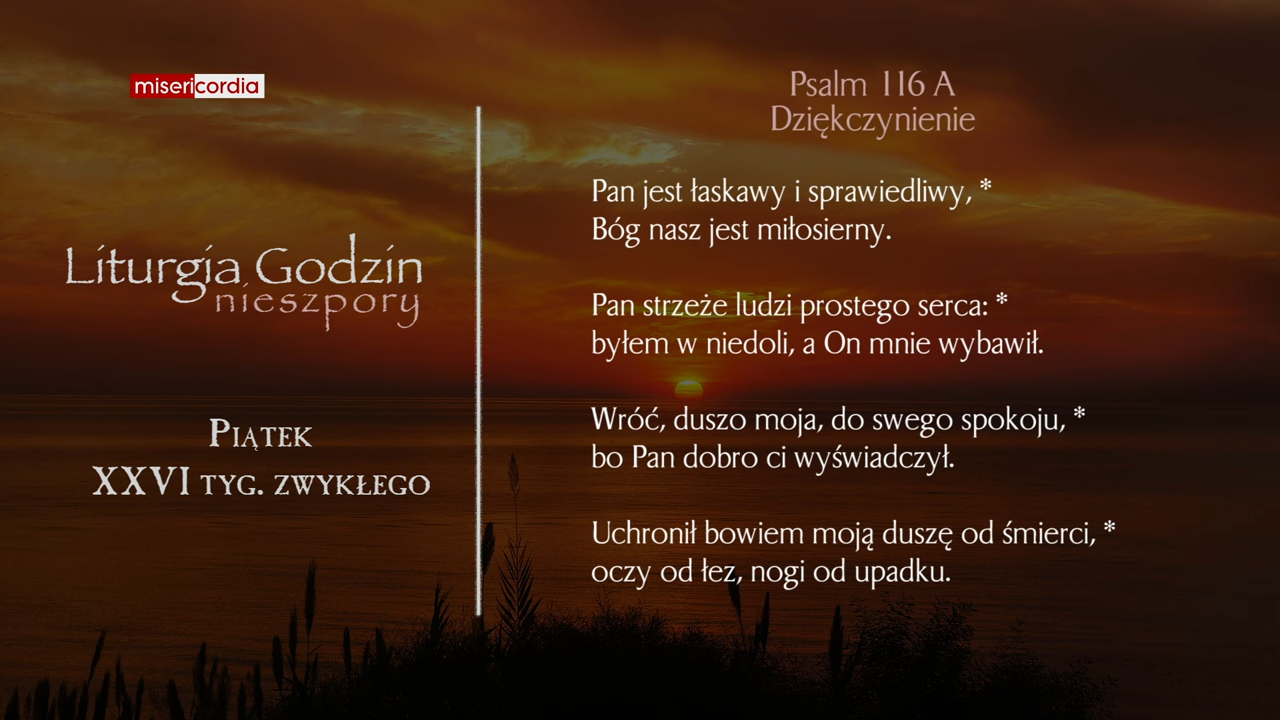 misericordia
Liturgia Godzin
nieszpory
Piątek
XXVI tyg. zwykłego
Psalm 116 A
Dziękczynienie
Pan jest łaskawy i sprawiedliwy, *
Bóg nasz jest miłosierny.
Pan strzeże ludzi prostego serca: *
byłem w niedoli, a On mnie wybawił.
Wróć, duszo moja, do swego spokoju, *
bo Pan dobro ci wyświadczył.
Uchronił bowiem moją duszę od śmierci, *
oczy od łez, nogi od upadku.